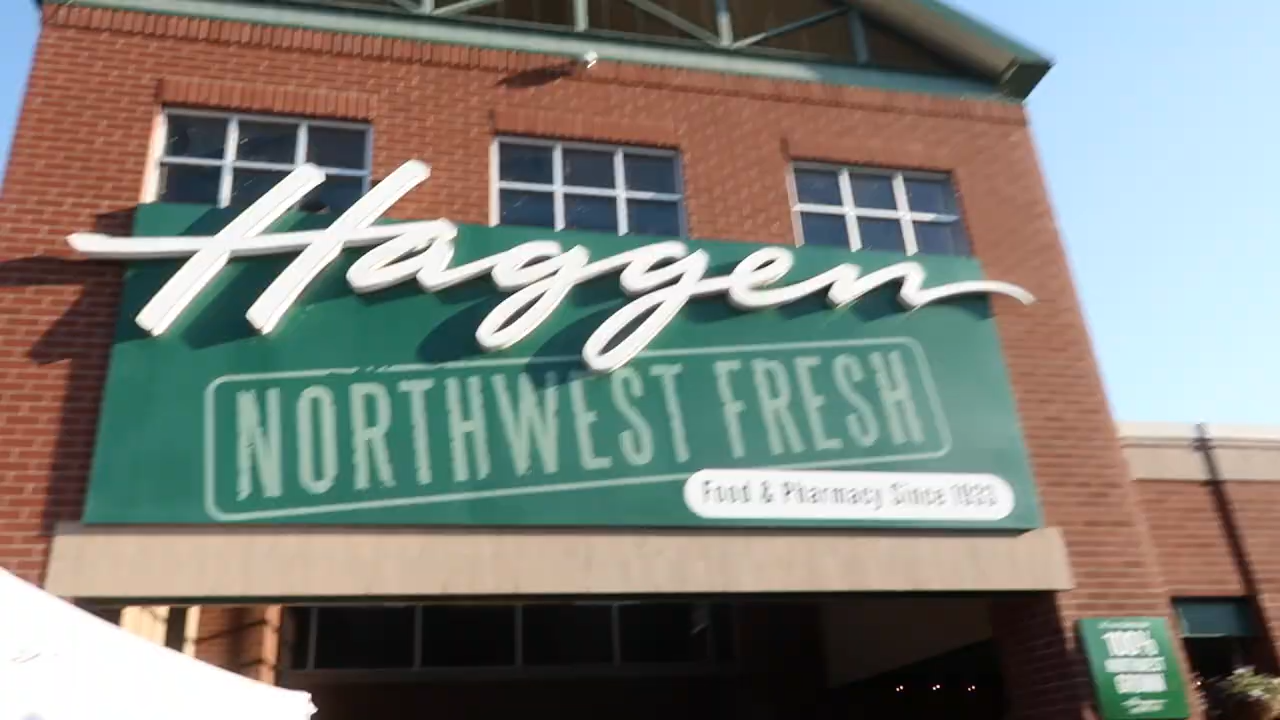 Haggen
NORTHWEST FRESH
Food & Pharmacy Since 1933
100%
NORTHWEST